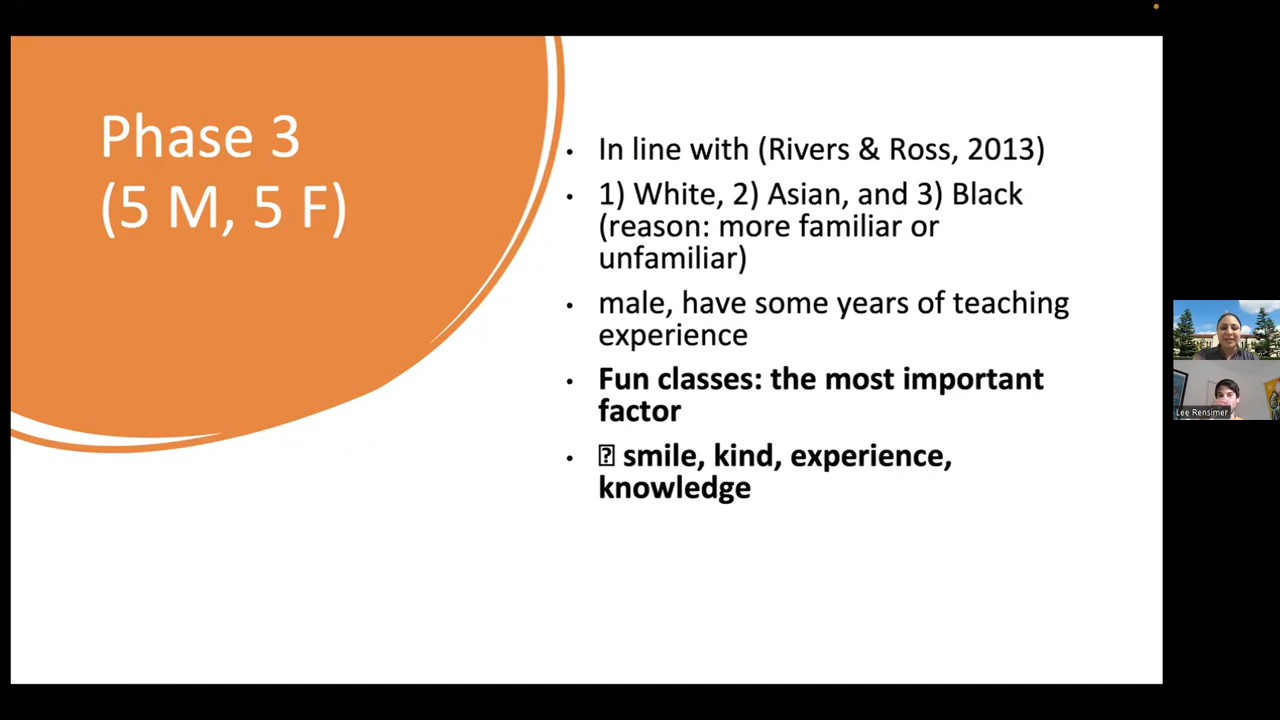 Phase 3
(5 M, 5 F)
• In line with (Rivers & Ross, 2013)
• 1) White, 2) Asian, and 3) Black
(reason: more familiar or
unfamiliar)
• male, have some years of teaching
experience
• Fun classes: the most important
factor
• ⍰ smile, kind, experience,
knowledge
Lee Rensimer